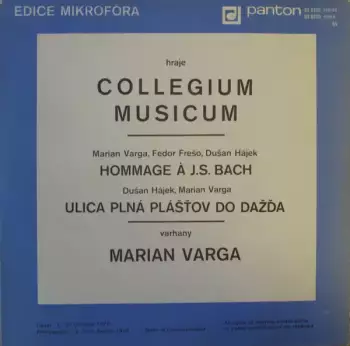 EDICE MIKROFÓRA
panton
hraje
COLLEGIUM
MUSICUM
Marian Varga, Fedor Frešo, Dušan Hájek
HOMMAGE À J.S. BACH
Dušan Hájek, Marian Varga
ULICA PLNÁ PLÁŠŤOV DO DAŽĎA
varhany
MARIAN VARGA